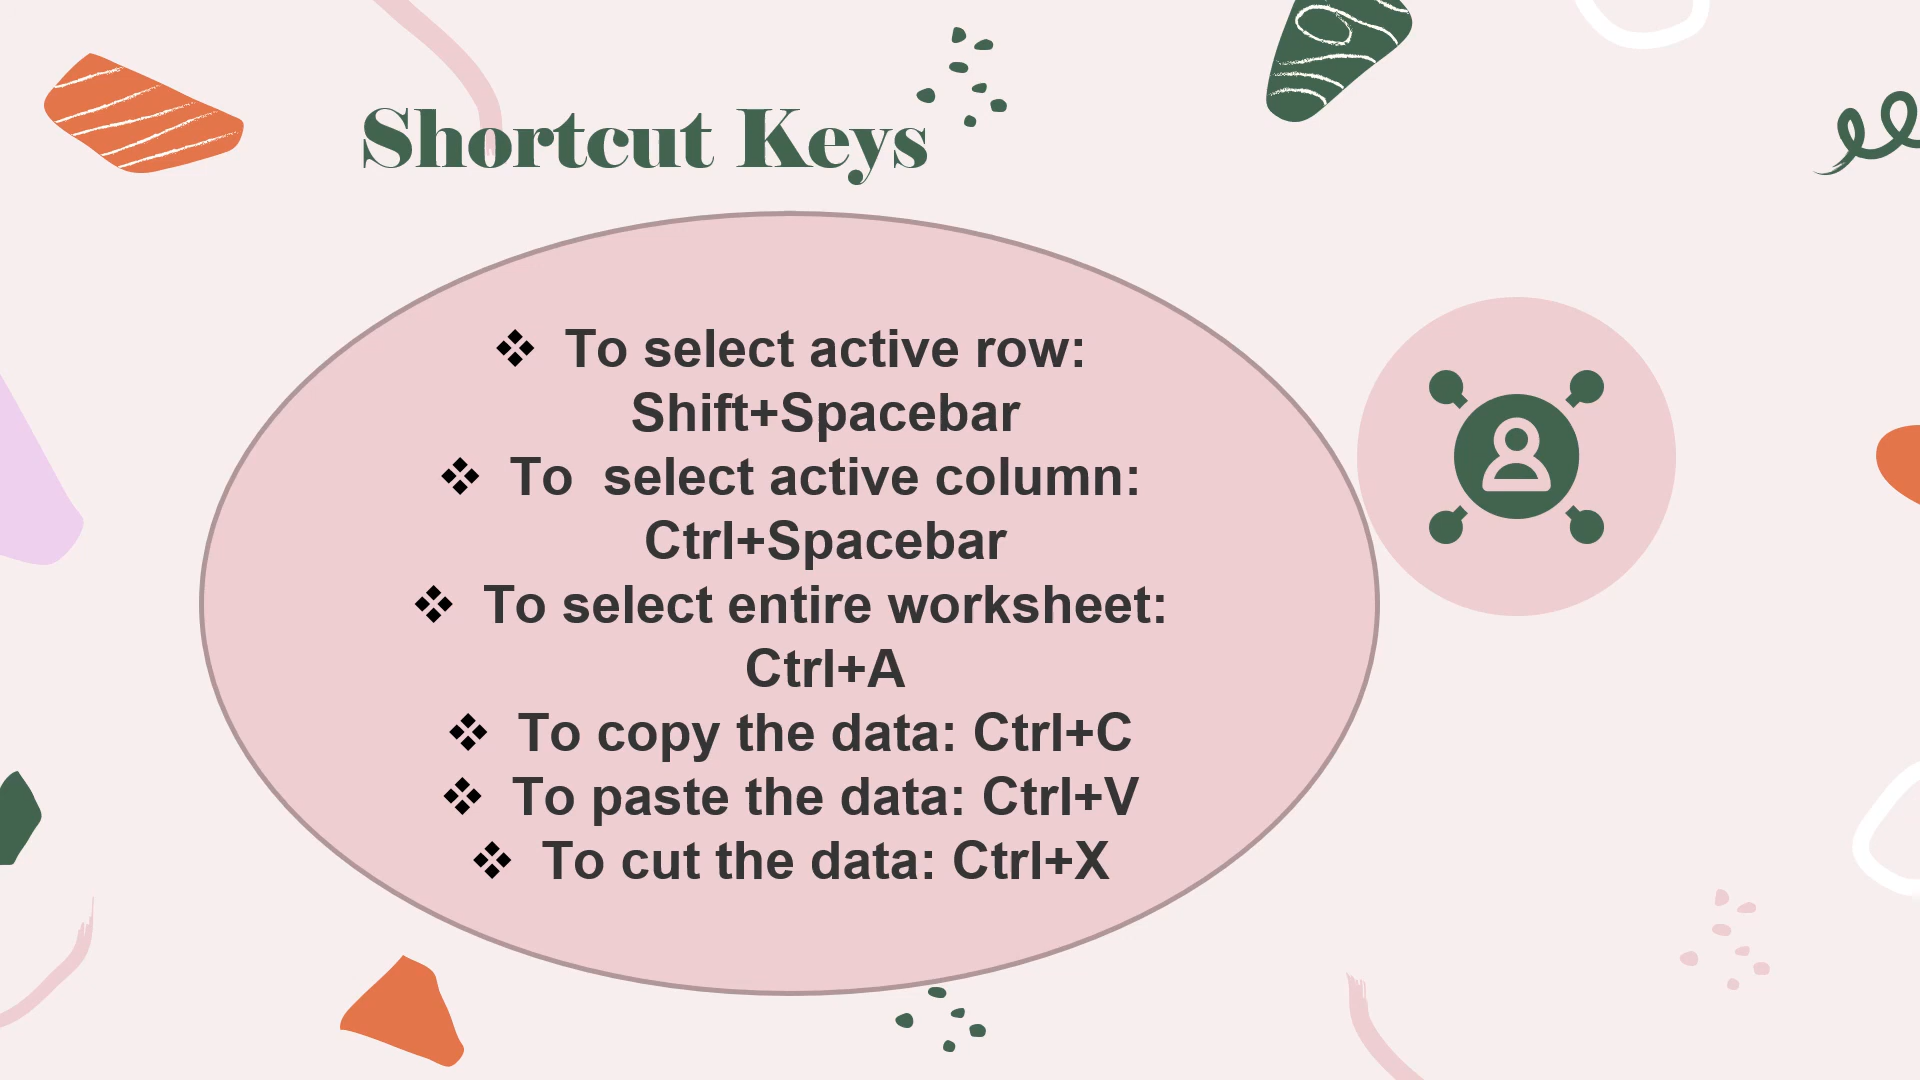 Shortcut Keys
❖ To select active row:
Shift+Spacebar
❖ To  select active column:
Ctrl+Spacebar
❖ To select entire worksheet:
Ctrl+A
❖ To copy the data: Ctrl+C
❖ To paste the data: Ctrl+V
❖ To cut the data: Ctrl+X